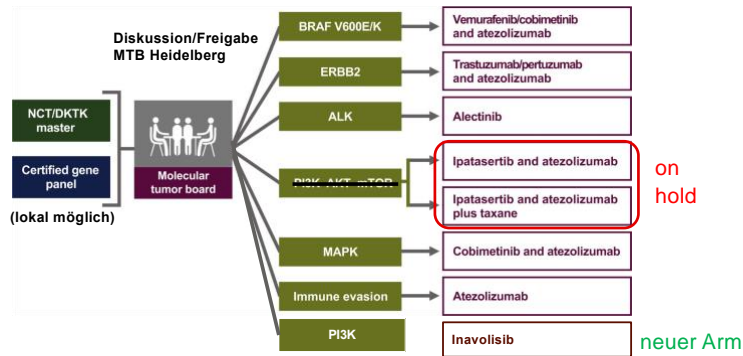 Diskussion/Freigabe
MTB Heidelberg
NCT/DKTK
master
Certified gene
panel
(lokal möglich)
Molecular
tumor board
BRAF V600E/K
Vemurafenib/cobimetinib
and atezolizumab
ERBB2
Trastuzumab/pertuzumab
and atezolizumab
ALK
Alectinib
PI3K-AKT-mTOR
Ipatasertib and atezolizumab
Ipatasertib and atezolizumab
plus taxane
on
hold
MAPK
Cobimetinib and atezolizumab
Immune evasion
Atezolizumab
PI3K
Inavolisib
neuer Arm